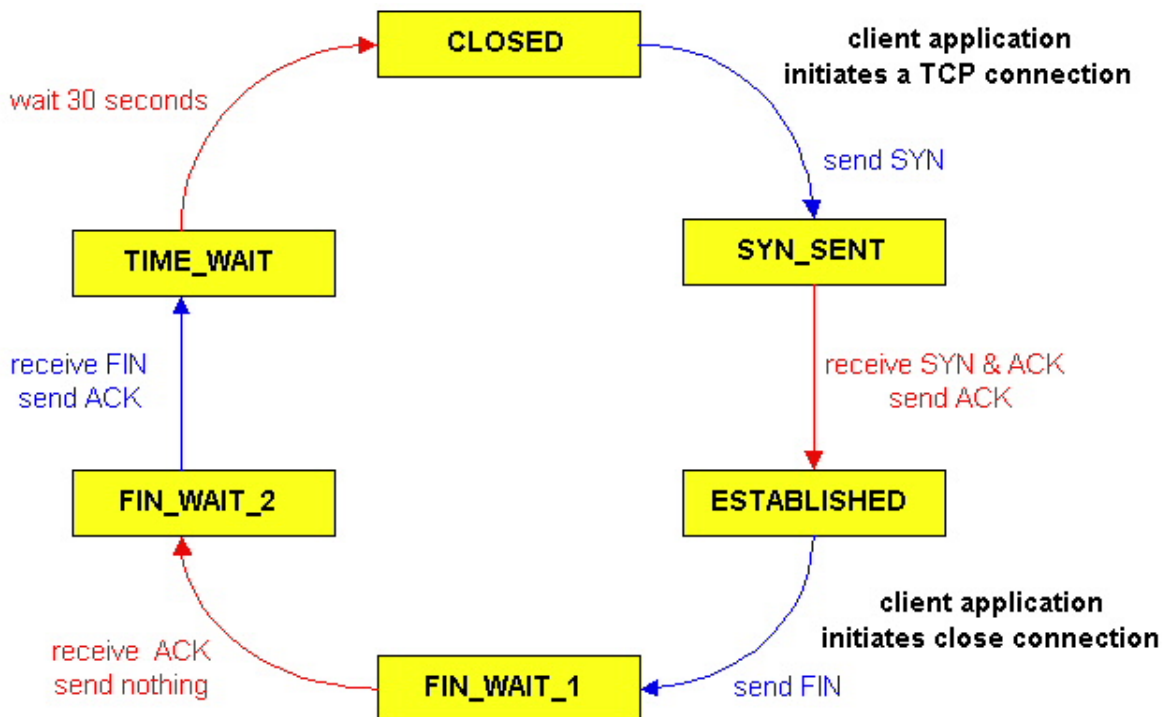 CLOSED
client application
initiates a TCP connection
wait 30 seconds
send SYN
TIME_WAIT
SYN_SENT
receive FIN
send ACK
receive SYN & ACK
send ACK
FIN_WAIT_2
ESTABLISHED
client application
initiates close connection
receive ACK
send nothing
FIN_WAIT_1
send FIN